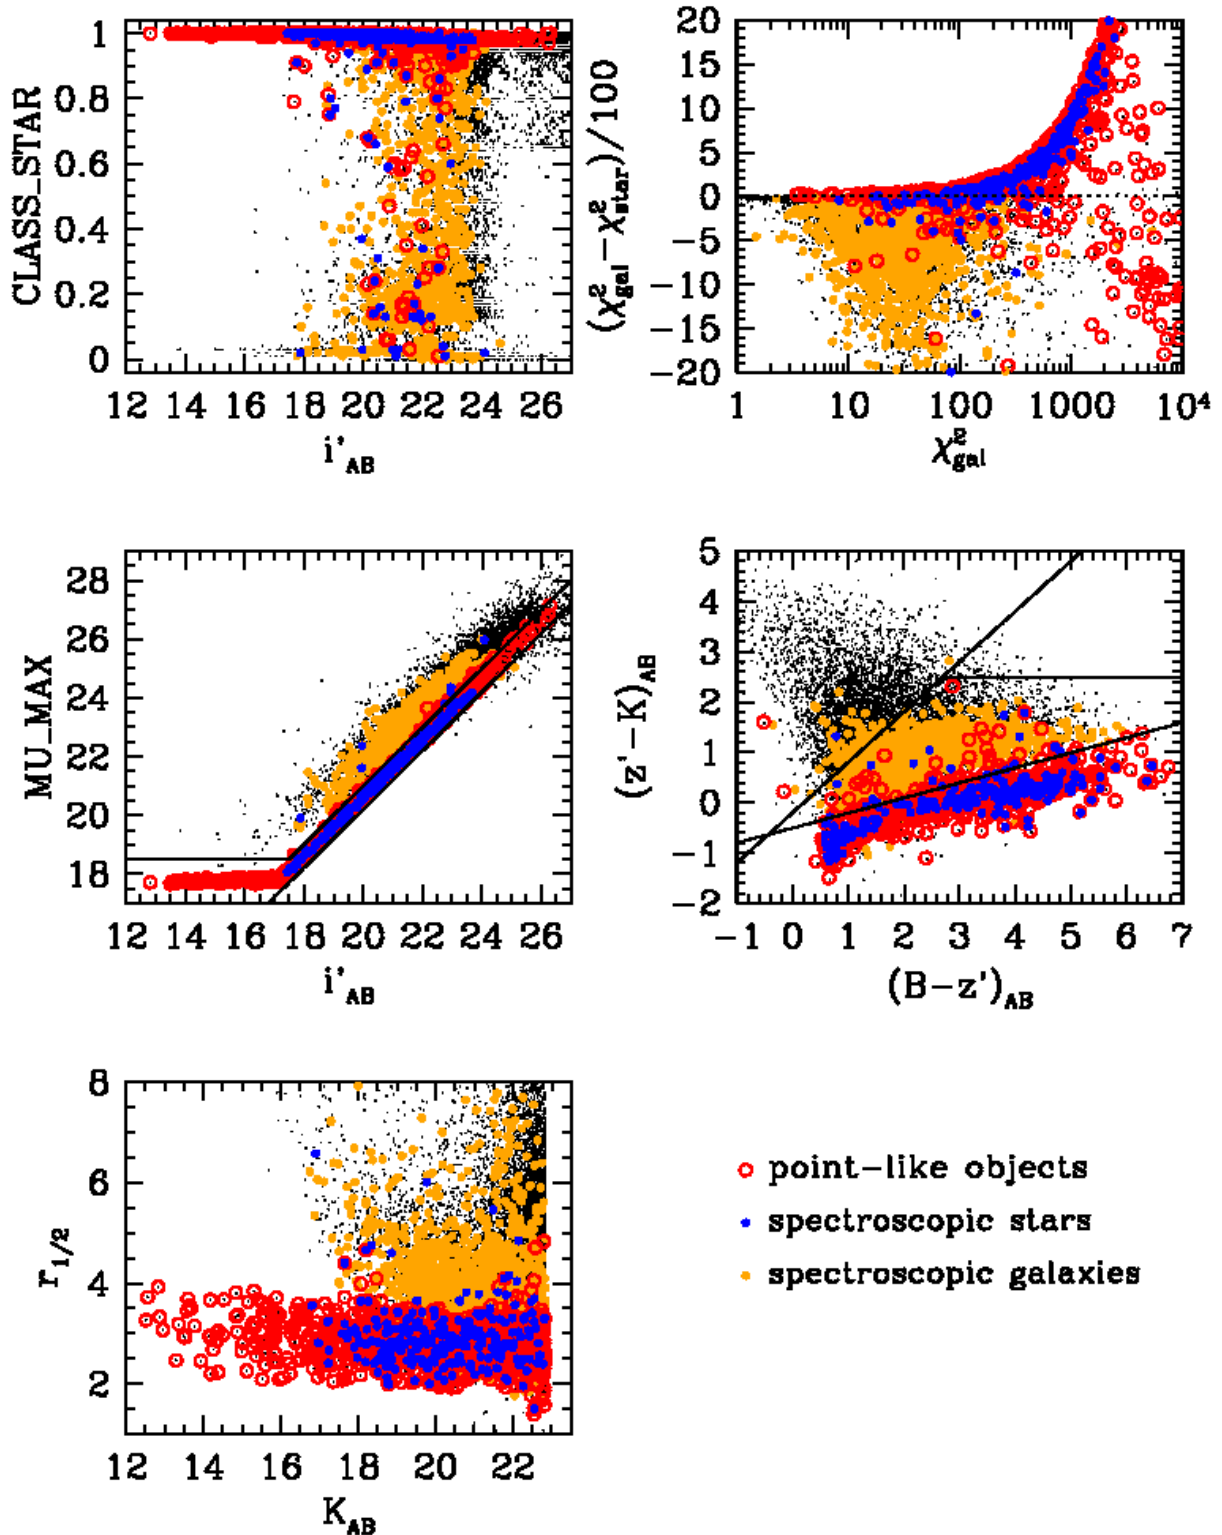 CLASS_STAR
1
0.8
0.6
0.4
0.2
0
12 14 16 18 20 22 24 26
i'AB
(χ²gal−χ²star)/100
20
15
10
5
0
−5
−10
−15
−20
1 10 100 1000 10⁴
χ²gal
MU_MAX
28
26
24
22
20
18
12 14 16 18 20 22 24 26
i'AB
(z'−K)AB
5
4
3
2
1
0
−1
−2
−1 0 1 2 3 4 5 6 7
(B−z')AB
r1/2
8
6
4
2
12 14 16 18 20 22
KAB
point−like objects
spectroscopic stars
spectroscopic galaxies